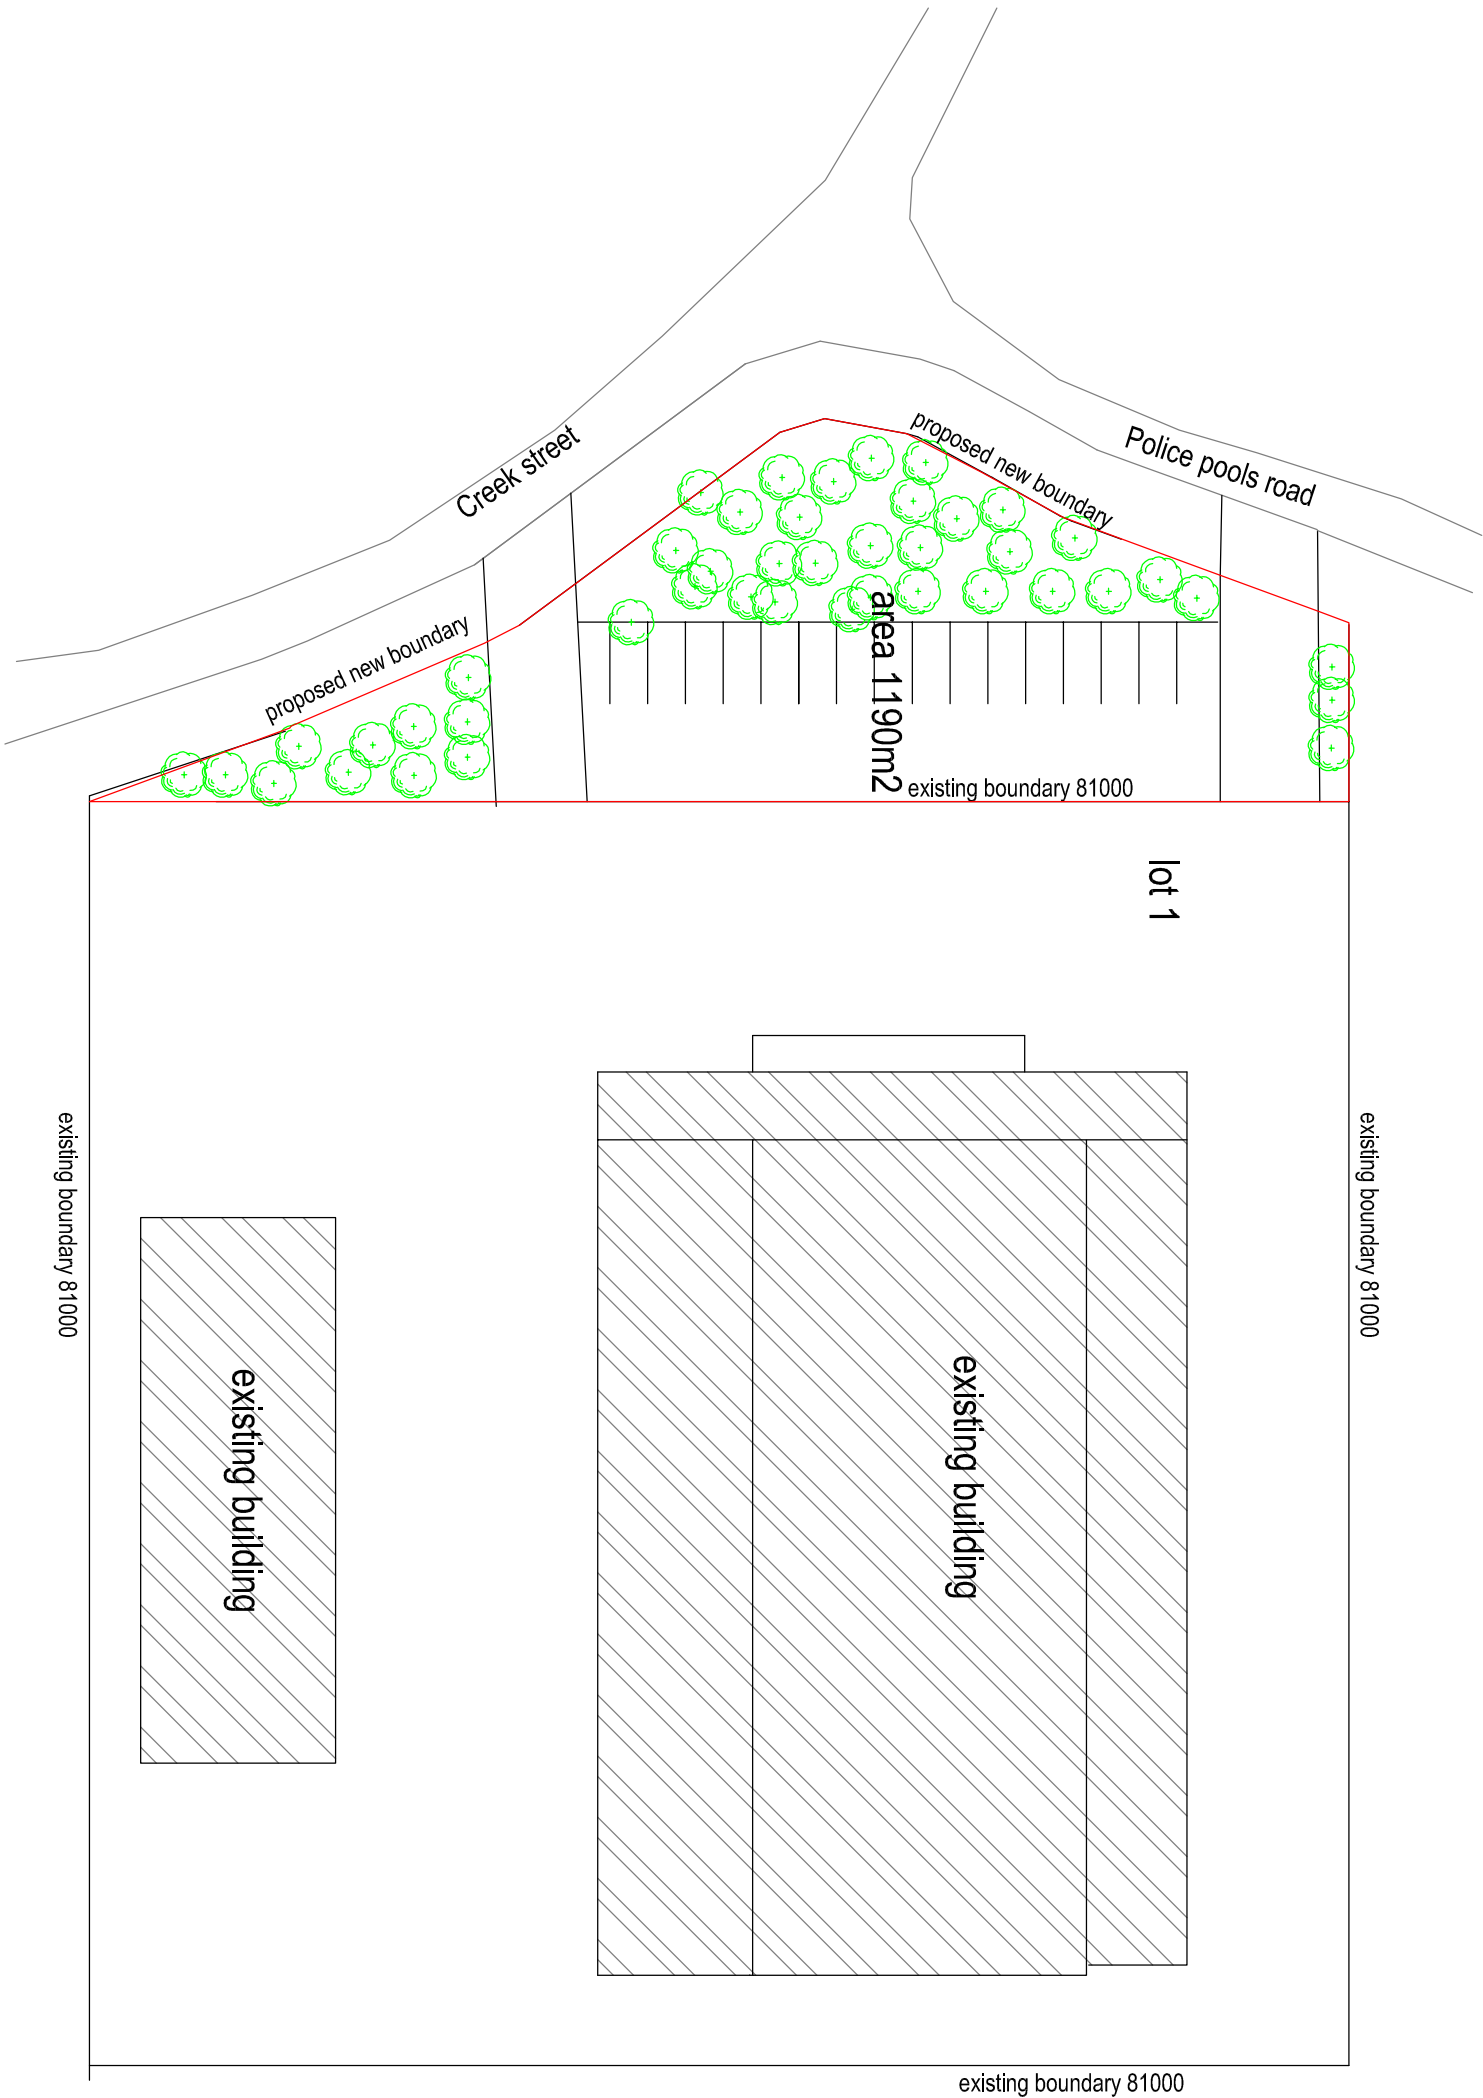 Creek street
Police pools road
proposed new boundary
proposed new boundary
area 1190m2
existing boundary 81000
lot 1
existing boundary 81000
existing boundary 81000
existing building
existing building
existing boundary 81000